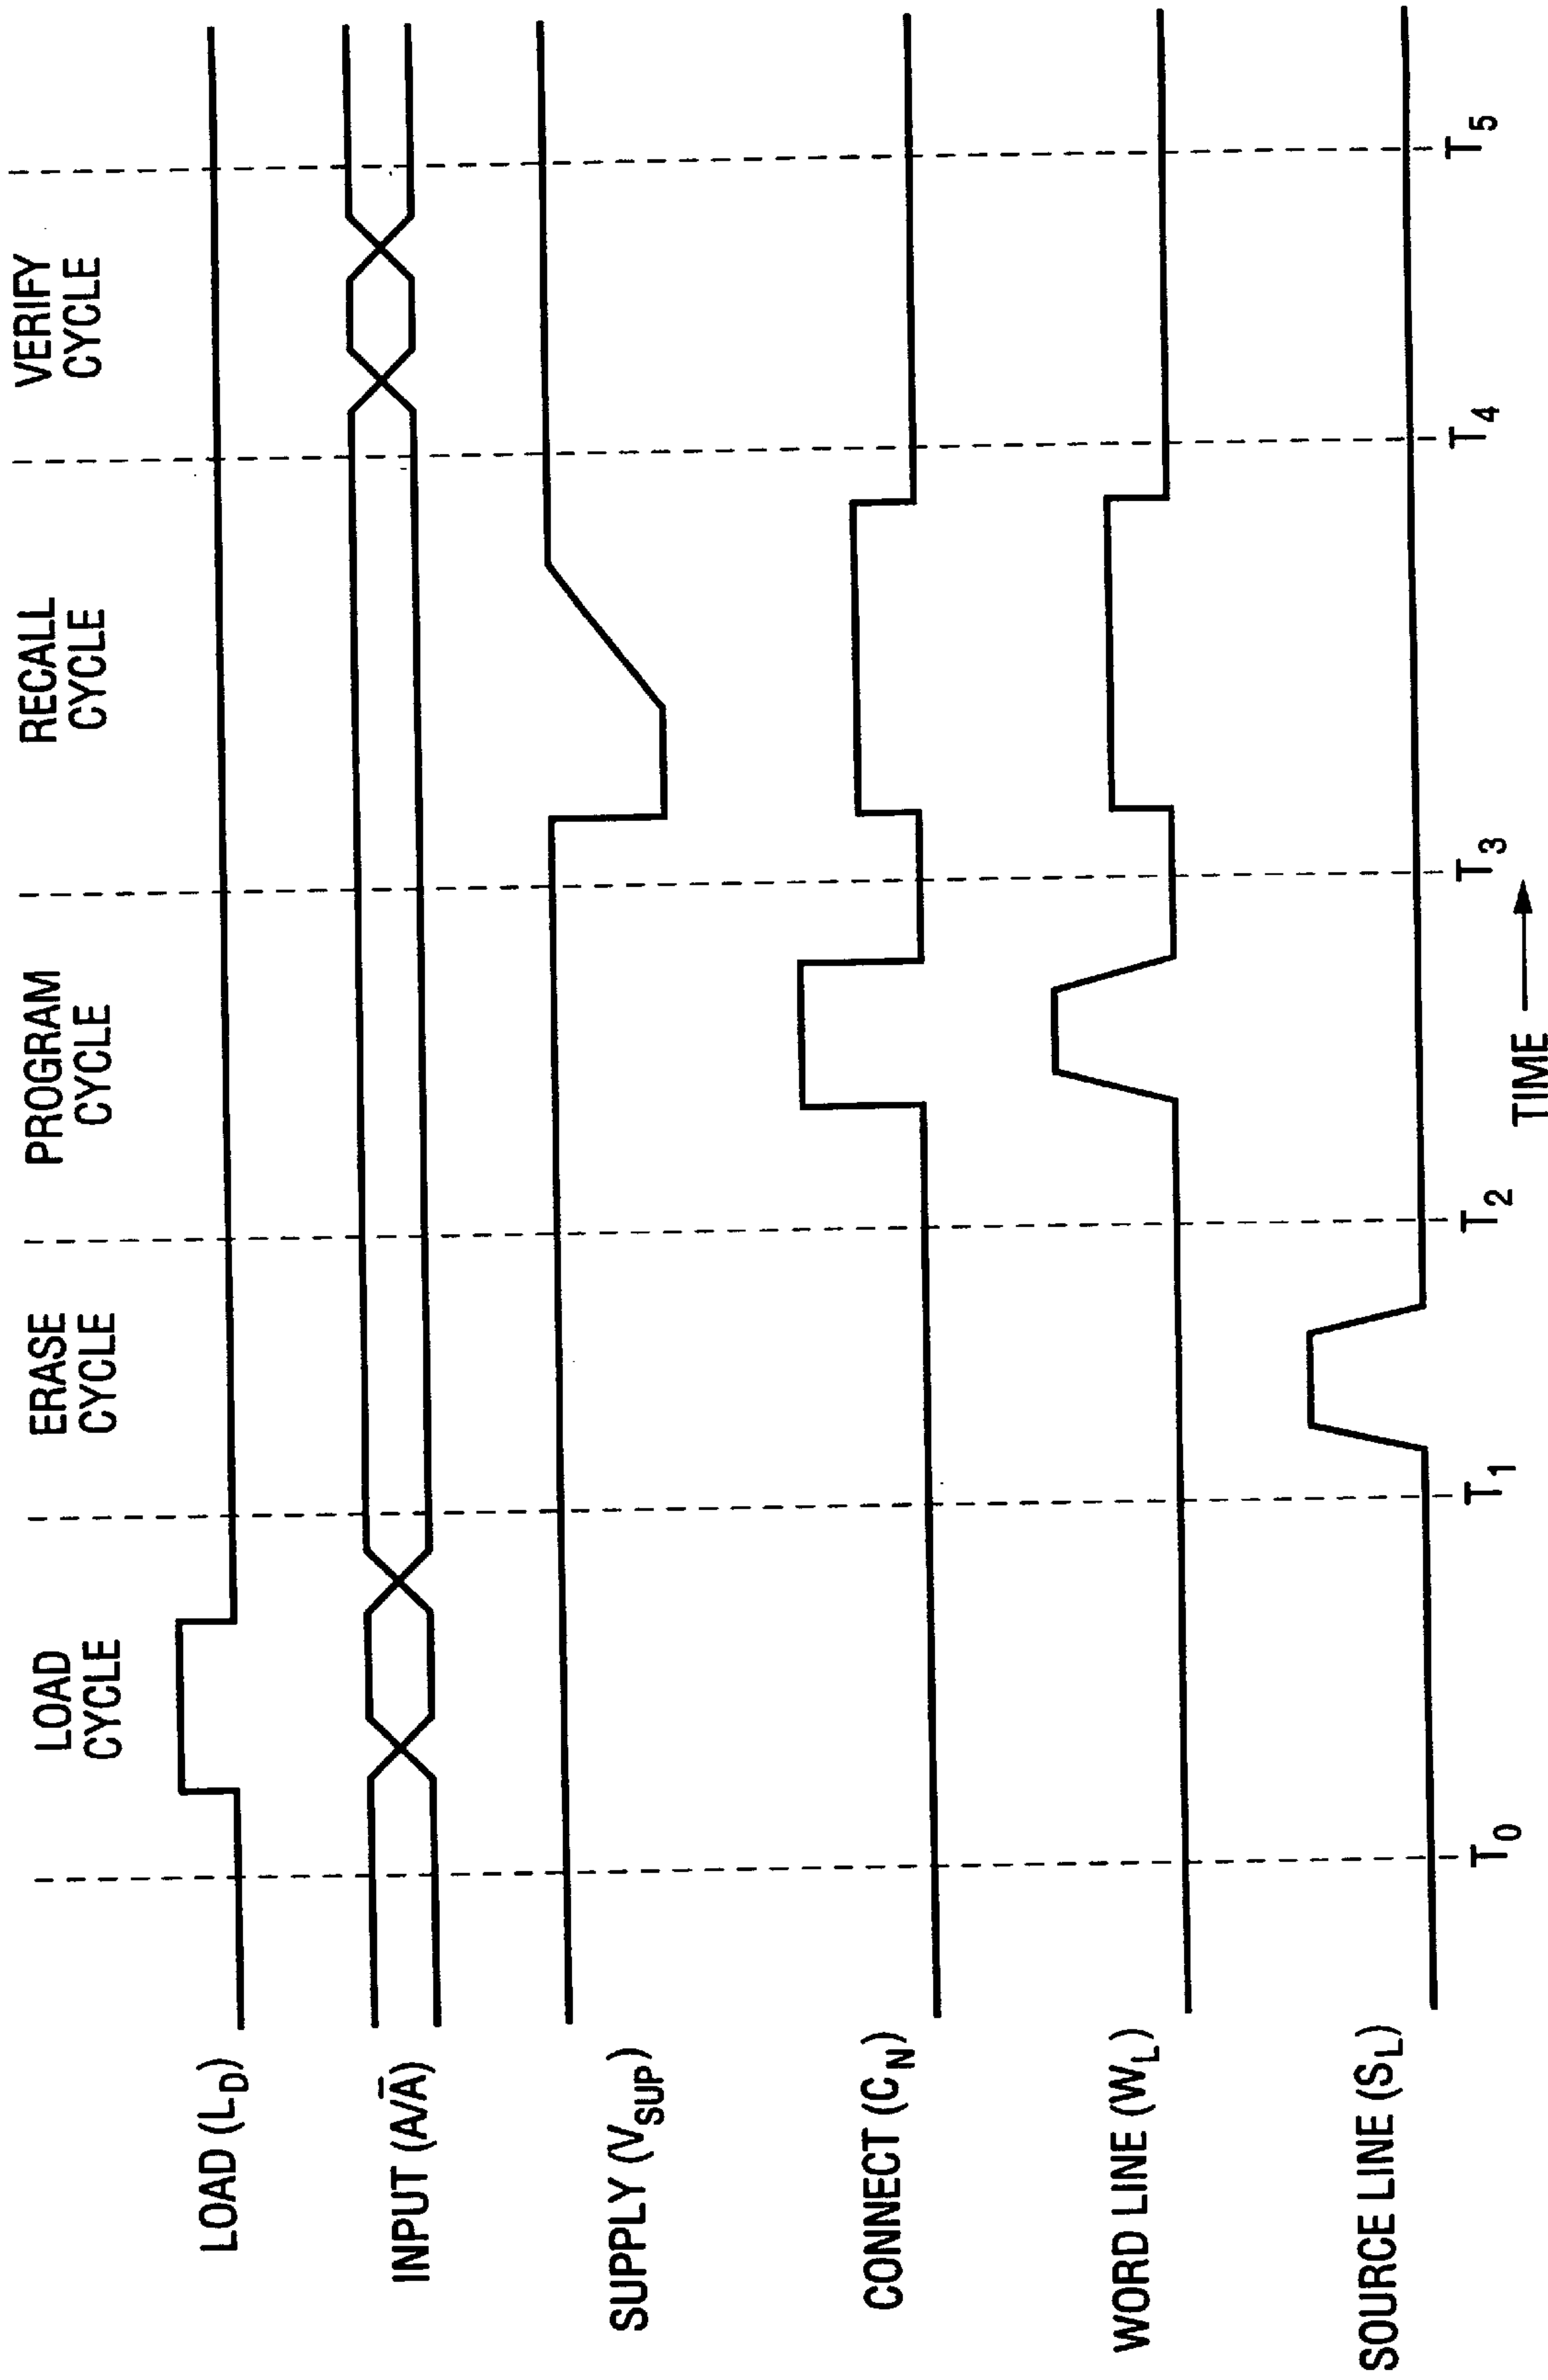 LOAD
CYCLE
ERASE
CYCLE
PROGRAM
CYCLE
RECALL
CYCLE
VERIFY
CYCLE
LOAD (L_D)
INPUT (A/A̅)
SUPPLY (V_SUP)
CONNECT (C_N)
WORD LINE (W_L)
SOURCE LINE (S_L)
T_0
T_1
T_2
T_3
T_4
T_5
TIME